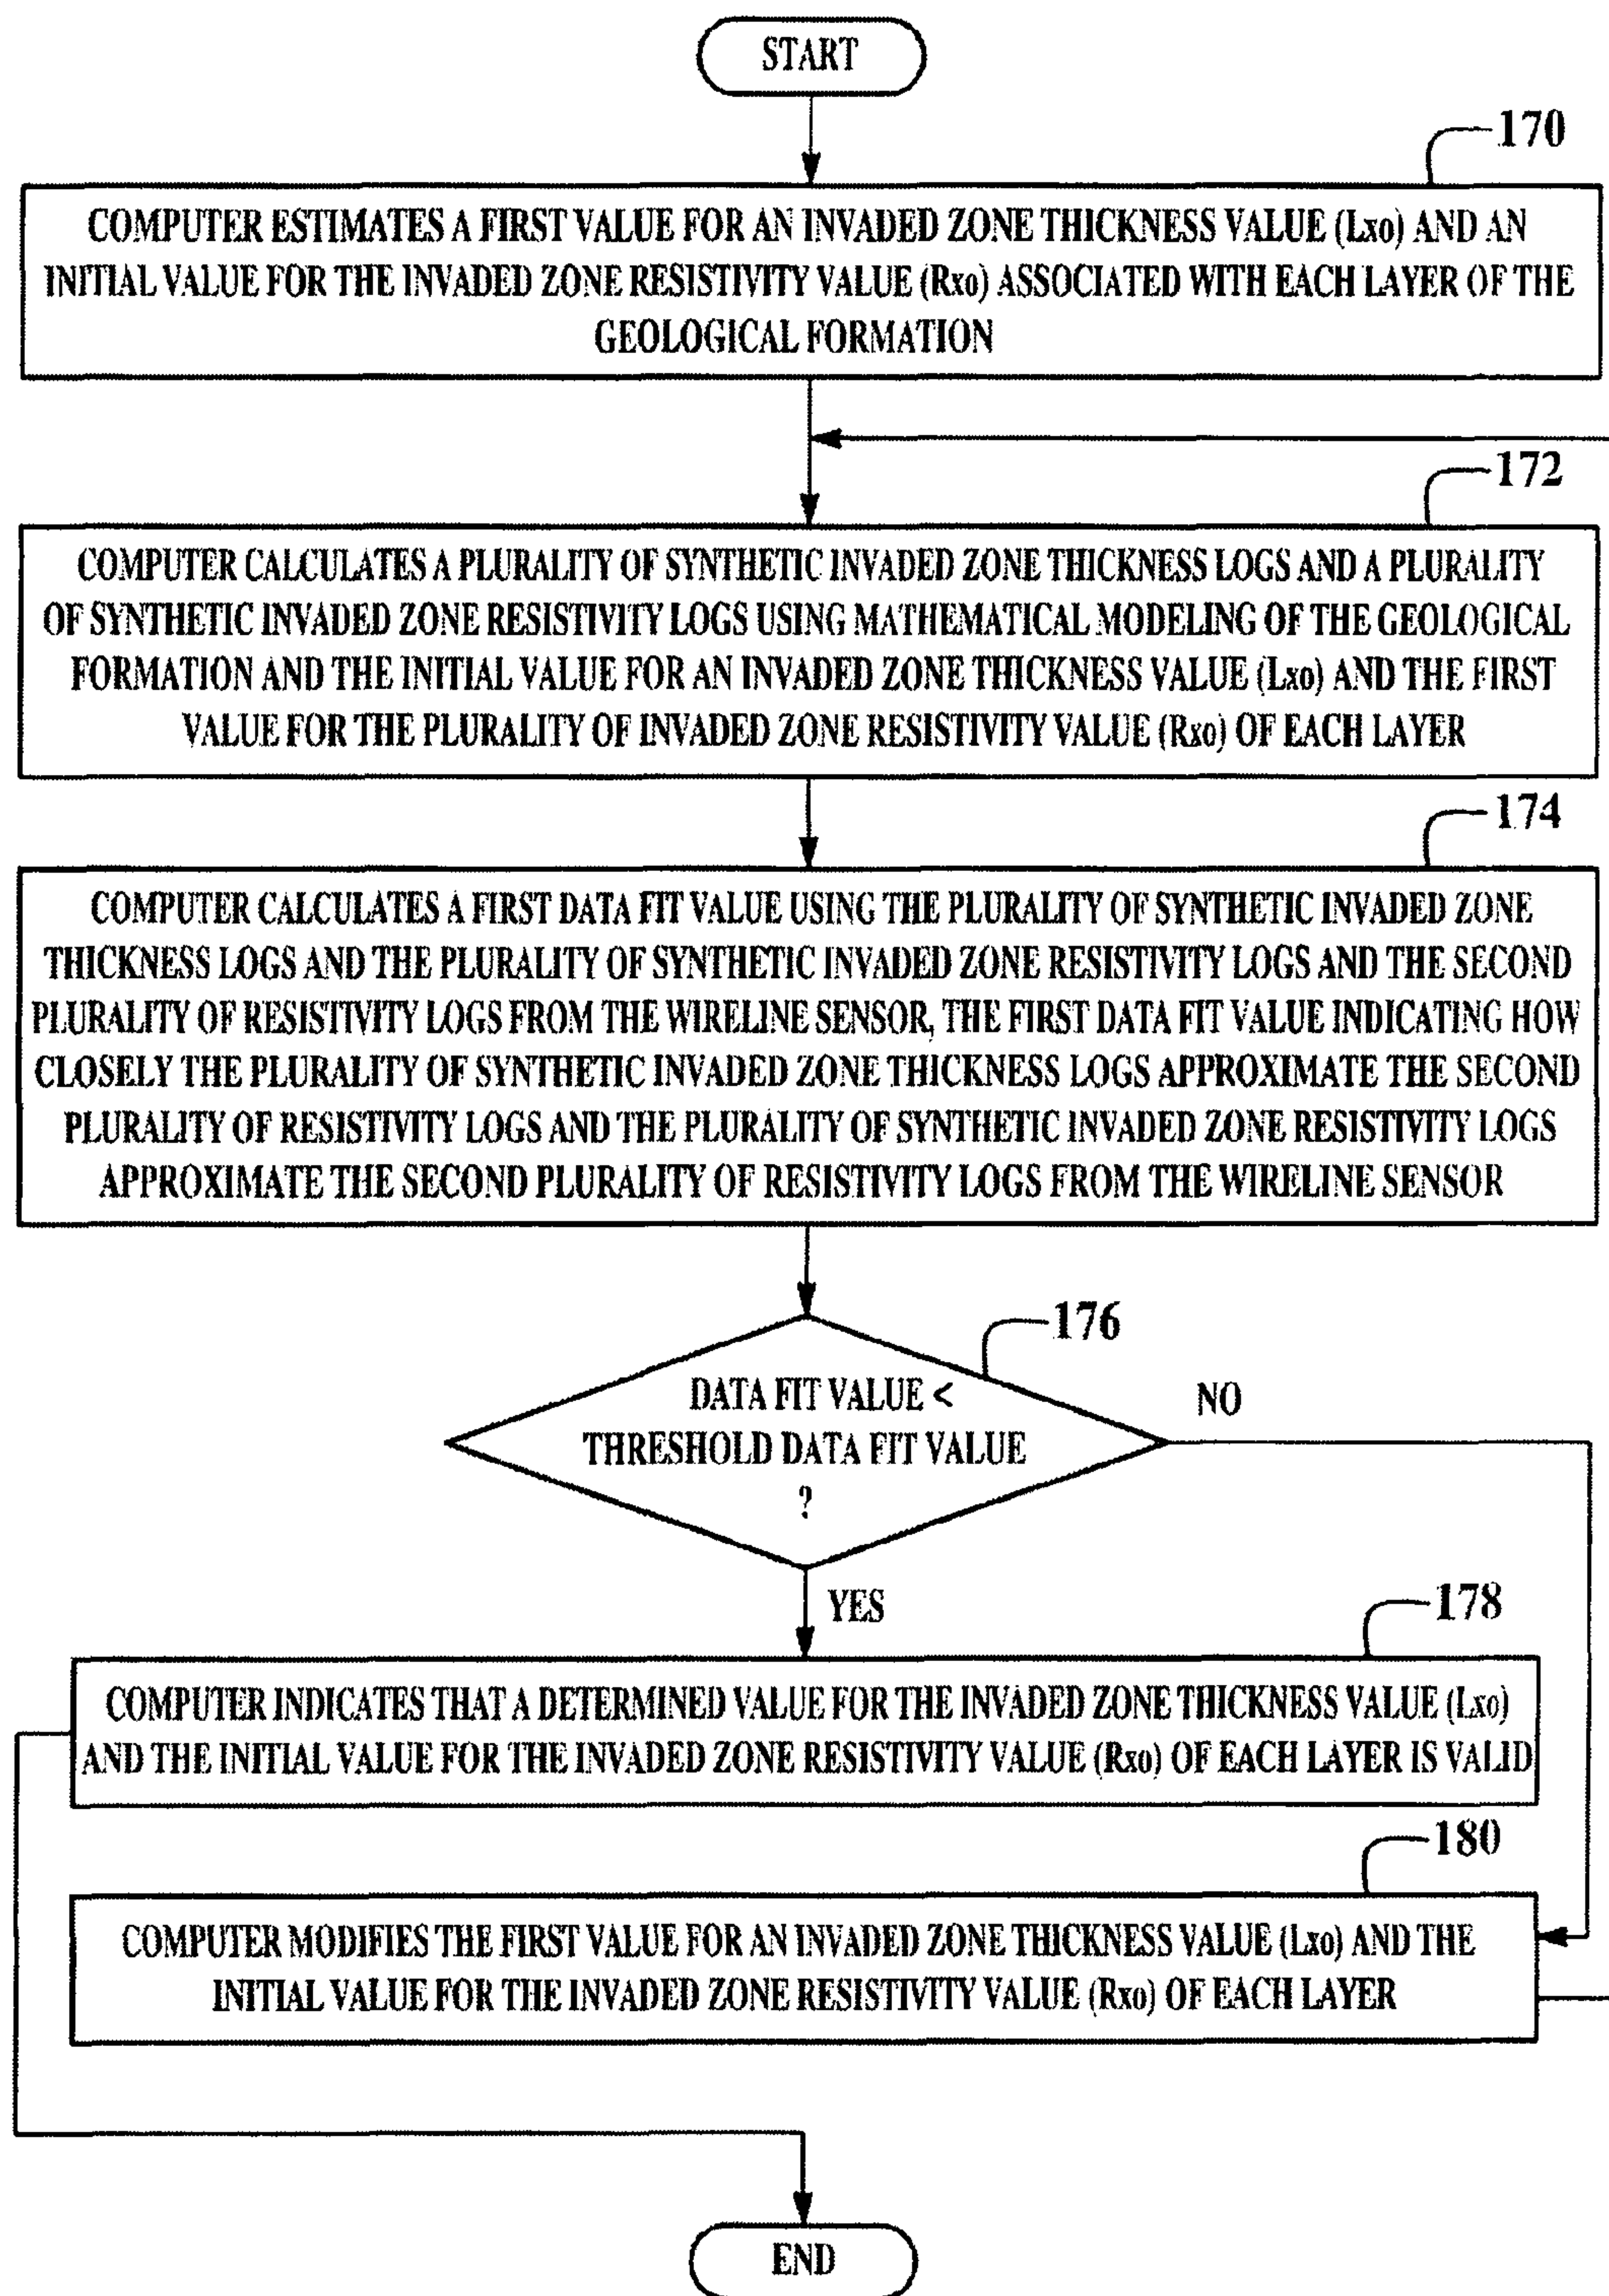 START
170
COMPUTER ESTIMATES A FIRST VALUE FOR AN INVADED ZONE THICKNESS VALUE (Lxo) AND AN
INITIAL VALUE FOR THE INVADED ZONE RESISTIVITY VALUE (Rxo) ASSOCIATED WITH EACH LAYER OF THE
GEOLOGICAL FORMATION
172
COMPUTER CALCULATES A PLURALITY OF SYNTHETIC INVADED ZONE THICKNESS LOGS AND A PLURALITY
OF SYNTHETIC INVADED ZONE RESISTIVITY LOGS USING MATHEMATICAL MODELING OF THE GEOLOGICAL
FORMATION AND THE INITIAL VALUE FOR AN INVADED ZONE THICKNESS VALUE (Lxo) AND THE FIRST
VALUE FOR THE PLURALITY OF INVADED ZONE RESISTIVITY VALUE (Rxo) OF EACH LAYER
174
COMPUTER CALCULATES A FIRST DATA FIT VALUE USING THE PLURALITY OF SYNTHETIC INVADED ZONE
THICKNESS LOGS AND THE PLURALITY OF SYNTHETIC INVADED ZONE RESISTIVITY LOGS AND THE SECOND
PLURALITY OF RESISTIVITY LOGS FROM THE WIRELINE SENSOR, THE FIRST DATA FIT VALUE INDICATING HOW
CLOSELY THE PLURALITY OF SYNTHETIC INVADED ZONE THICKNESS LOGS APPROXIMATE THE SECOND
PLURALITY OF RESISTIVITY LOGS AND THE PLURALITY OF SYNTHETIC INVADED ZONE RESISTIVITY LOGS
APPROXIMATE THE SECOND PLURALITY OF RESISTIVITY LOGS FROM THE WIRELINE SENSOR
176
DATA FIT VALUE <
THRESHOLD DATA FIT VALUE
?
NO
YES
178
COMPUTER INDICATES THAT A DETERMINED VALUE FOR THE INVADED ZONE THICKNESS VALUE (Lxo)
AND THE INITIAL VALUE FOR THE INVADED ZONE RESISTIVITY VALUE (Rxo) OF EACH LAYER IS VALID
180
COMPUTER MODIFIES THE FIRST VALUE FOR AN INVADED ZONE THICKNESS VALUE (Lxo) AND THE
INITIAL VALUE FOR THE INVADED ZONE RESISTIVITY VALUE (Rxo) OF EACH LAYER
END